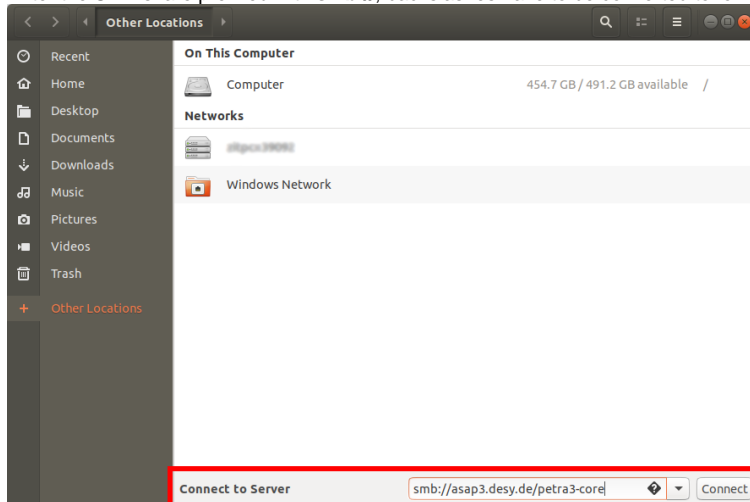 Other Locations
Recent
Home
Desktop
Documents
Downloads
Music
Pictures
Videos
Trash
Other Locations
On This Computer
Computer 454.7 GB / 491.2 GB available /
Networks
Windows Network
Connect to Server smb://asap3.desy.de/petra3-core Connect